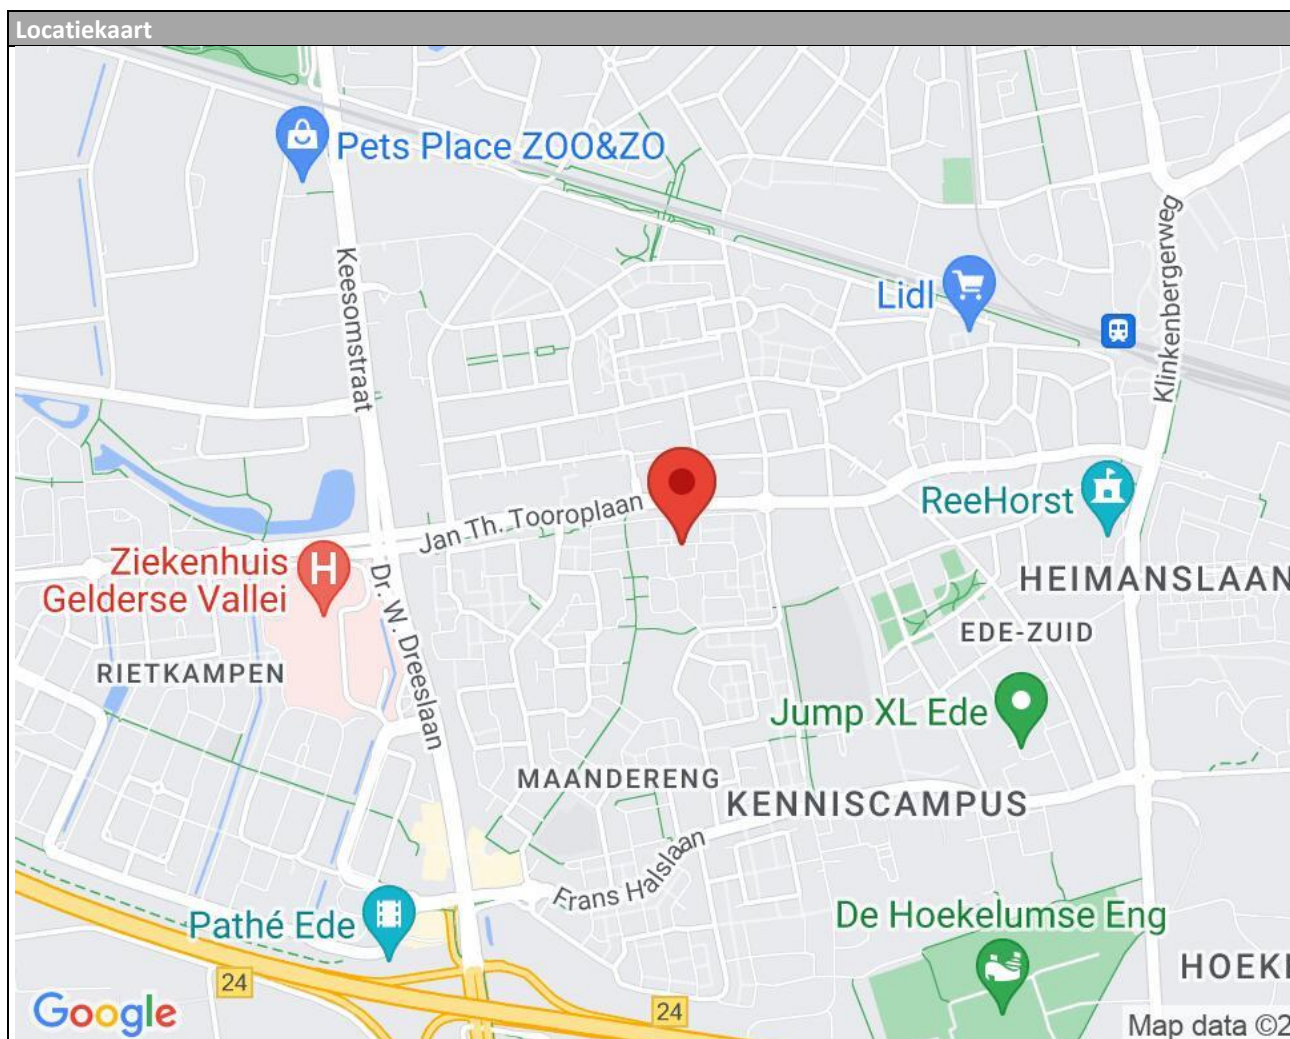 Locatiekaart
Pets Place ZOO&ZO
Keesomstraat
Klinkenbergerweg
Lidl
Jan Th. Tooroplaan
ReeHorst
Ziekenhuis
Gelderse Vallei
H
HEIMANSLAAN
Dr. W. Dreeslaan
EDE-ZUID
RIETKAMPEN
Jump XL Ede
MAANDERENG
KENNISCAMPUS
Frans Halslaan
Pathé Ede
De Hoekelumse Eng
HOEK
24
24
Google
Map data ©2